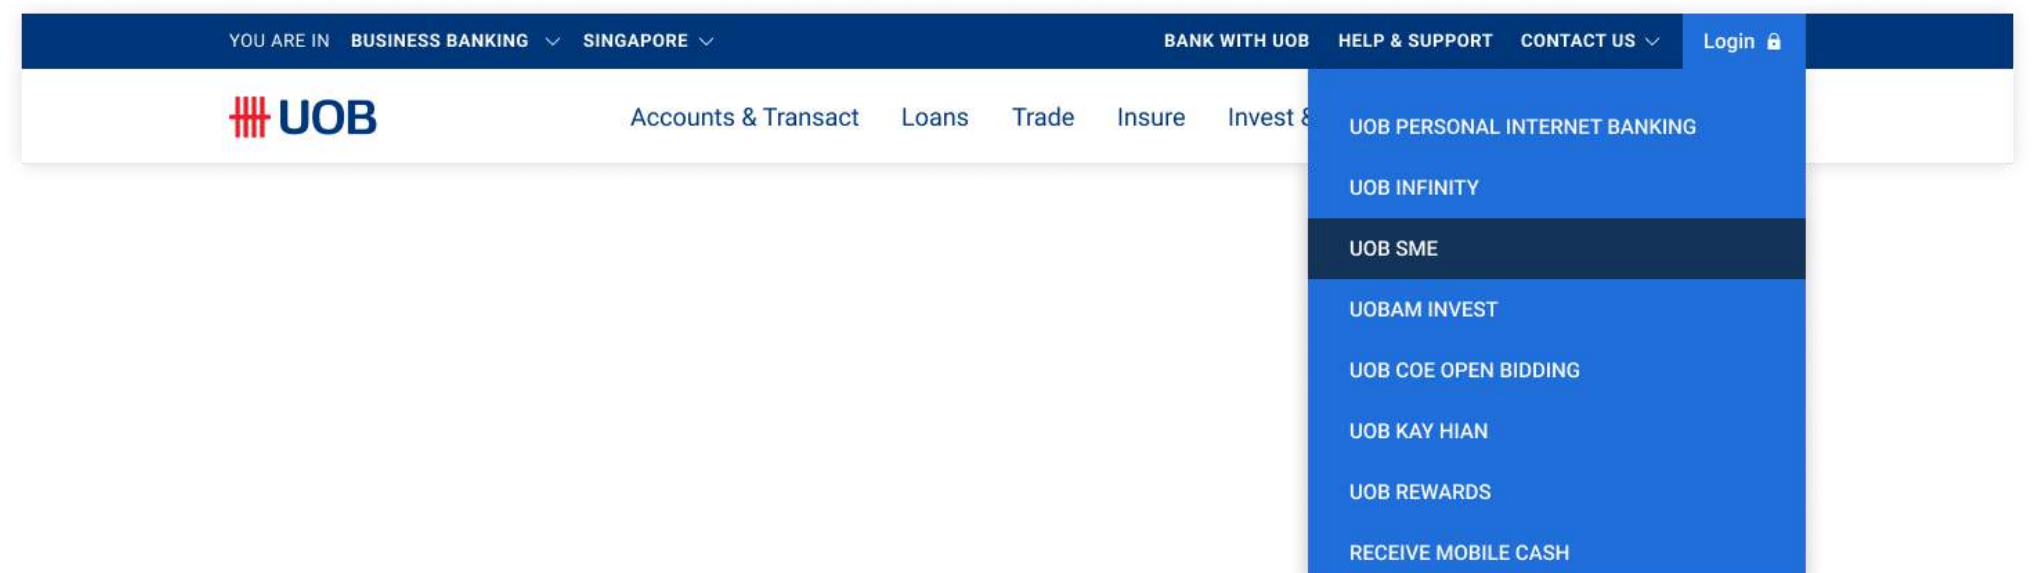 YOU ARE IN BUSINESS BANKING SINGAPORE BANK WITH UOB HELP & SUPPORT CONTACT US Login
UOB Accounts & Transact Loans Trade Insure Invest &
UOB PERSONAL INTERNET BANKING
UOB INFINITY
UOB SME
UOBAM INVEST
UOB COE OPEN BIDDING
UOB KAY HIAN
UOB REWARDS
RECEIVE MOBILE CASH